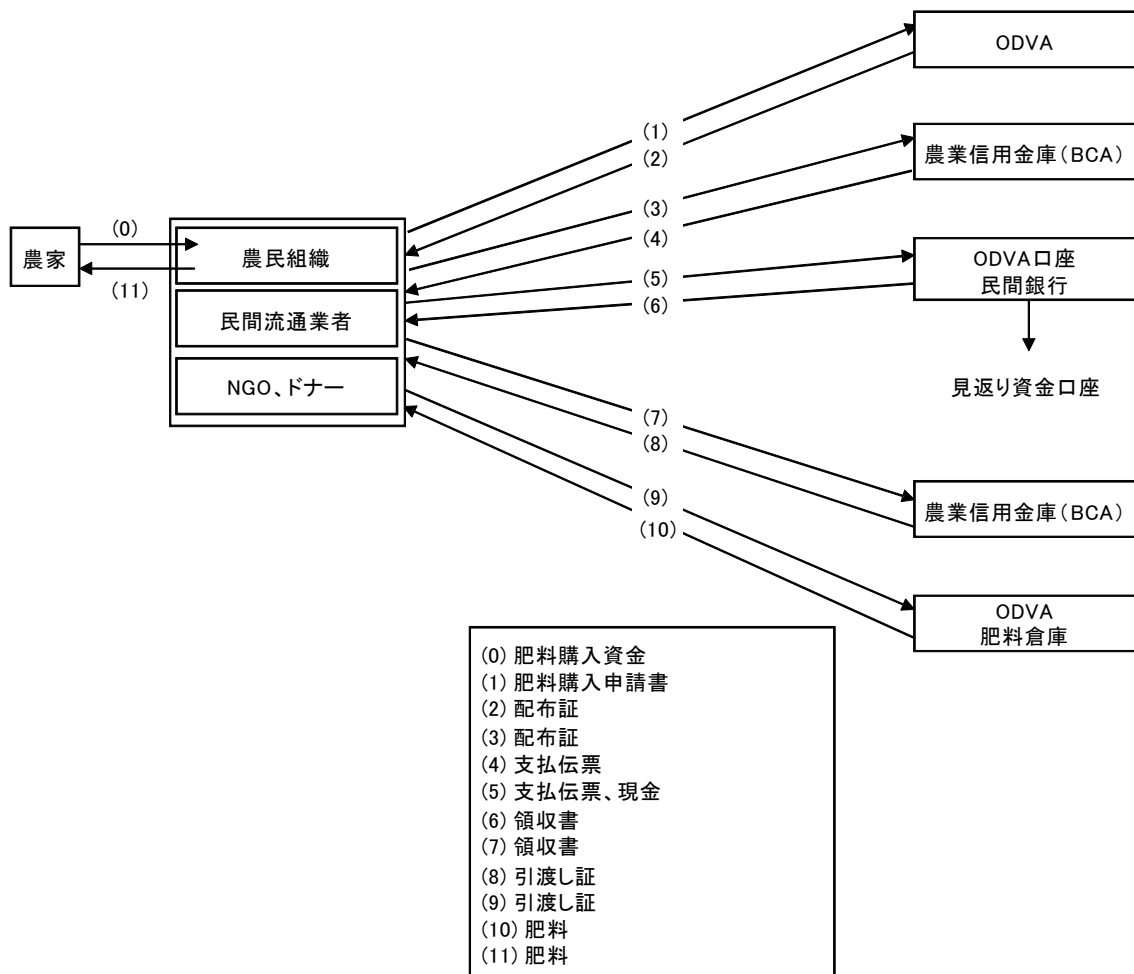 ODVA
(1)
(2)
農業信用金庫(BCA)
(3)
(4)
(0)
農家
農民組織
(11)
ODVA口座
民間銀行
(5)
(6)
民間流通業者
NGO、ドナー
見返り資金口座
(7)
(8)
農業信用金庫(BCA)
(9)
(10)
ODVA
肥料倉庫
(0) 肥料購入資金
(1) 肥料購入申請書
(2) 配布証
(3) 配布証
(4) 支払伝票
(5) 支払伝票、現金
(6) 領収書
(7) 領収書
(8) 引渡し証
(9) 引渡し証
(10) 肥料
(11) 肥料